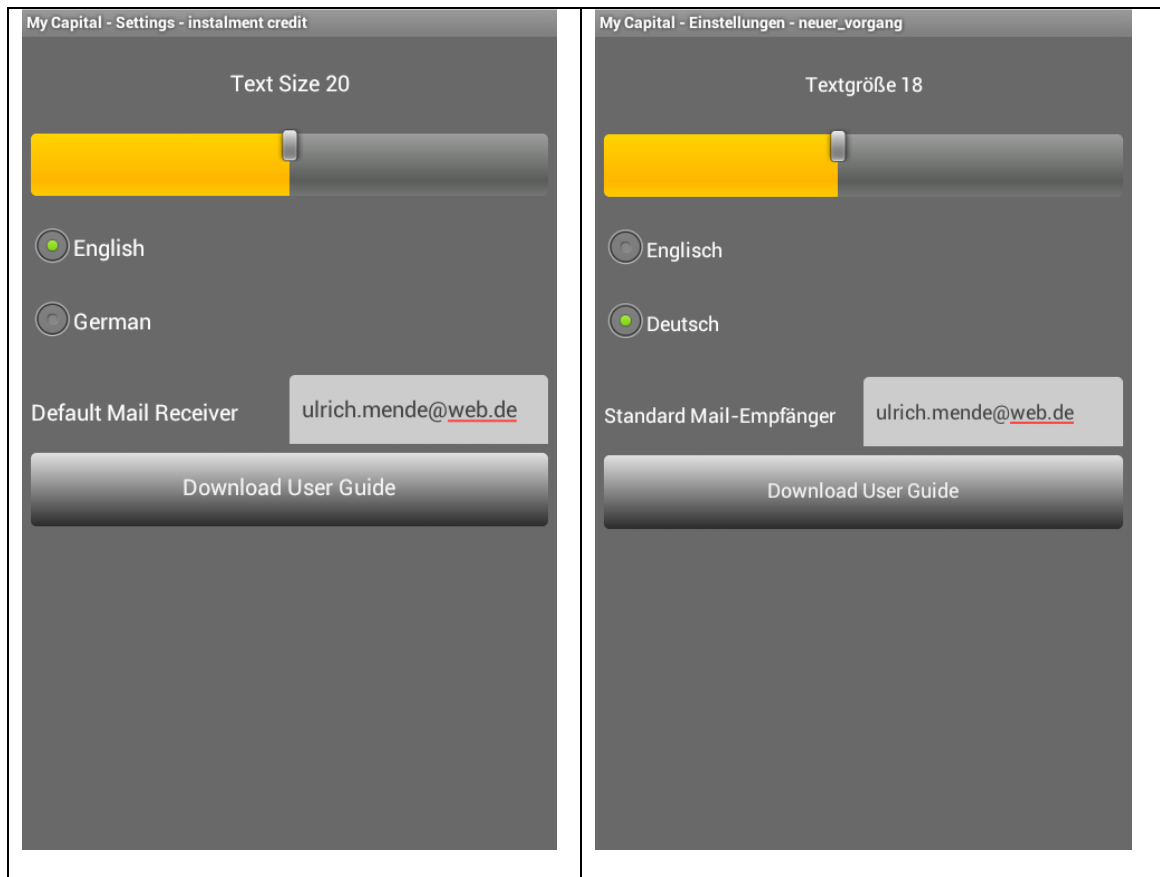 My Capital - Settings - instalment credit
Text Size 20
English
German
Default Mail Receiver
ulrich.mende@web.de
Download User Guide
My Capital - Einstellungen - neuer_vorgang
Textgröße 18
Englisch
Deutsch
Standard Mail-Empfänger
ulrich.mende@web.de
Download User Guide